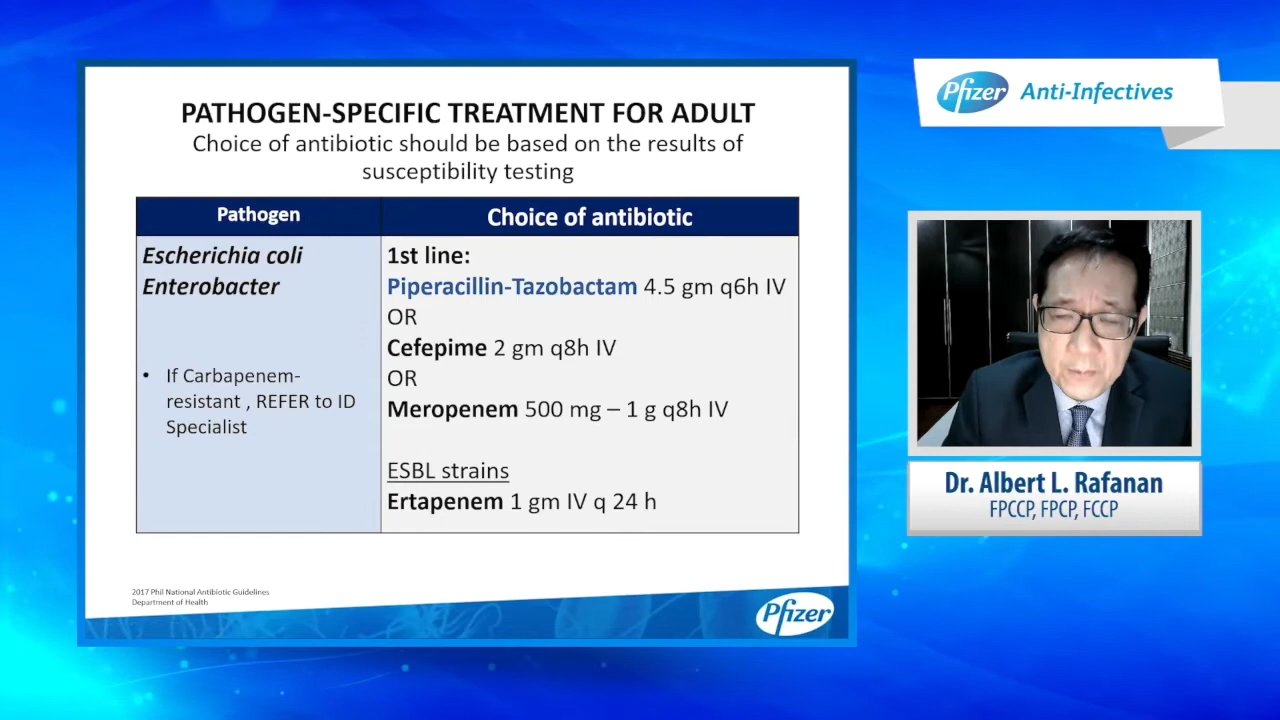 PATHOGEN-SPECIFIC TREATMENT FOR ADULT
Choice of antibiotic should be based on the results of
susceptibility testing
Pathogen
Choice of antibiotic
Escherichia coli
Enterobacter
• If Carbapenem-
resistant , REFER to ID
Specialist
1st line:
Piperacillin-Tazobactam 4.5 gm q6h IV
OR
Cefepime 2 gm q8h IV
OR
Meropenem 500 mg – 1 g q8h IV
ESBL strains
Ertapenem 1 gm IV q 24 h
2017 Phil National Antibiotic Guidelines
Department of Health
Pfizer
Pfizer Anti-Infectives
Dr. Albert L. Rafanan
FPCCP, FPCP, FCCP